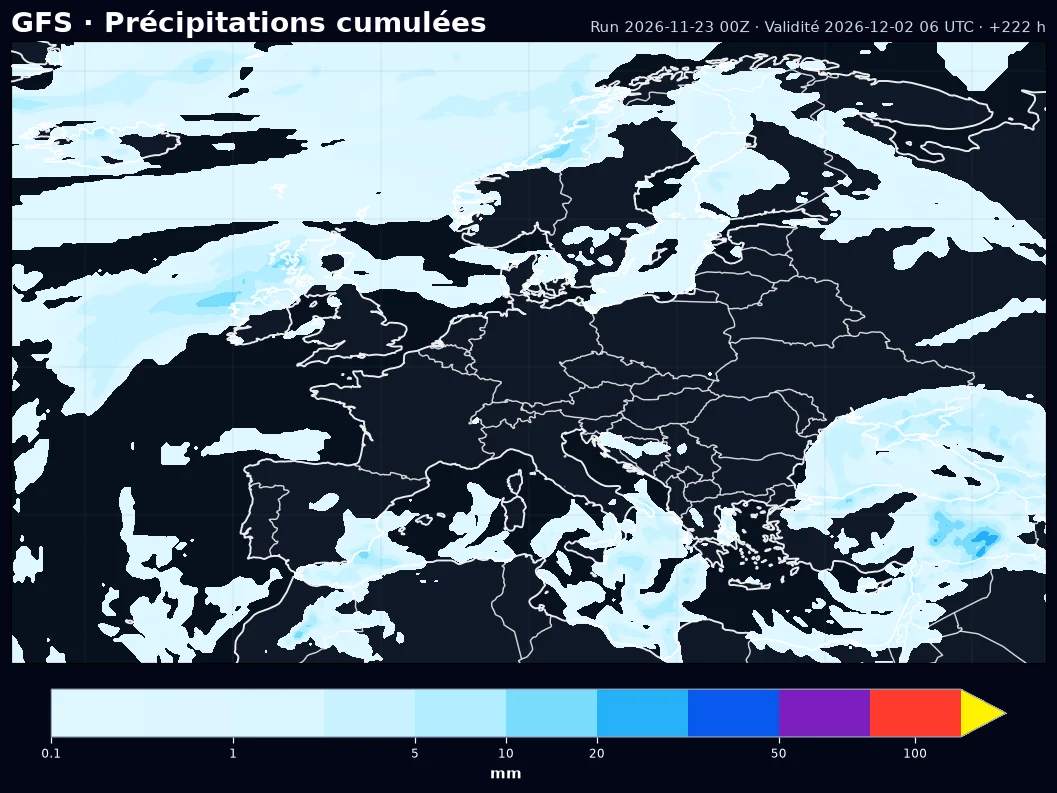 GFS · Précipitations cumulées
Run 2026-11-23 00Z · Validité 2026-12-02 06 UTC · +222 h
0.1 1 5 10 20 50 100
mm